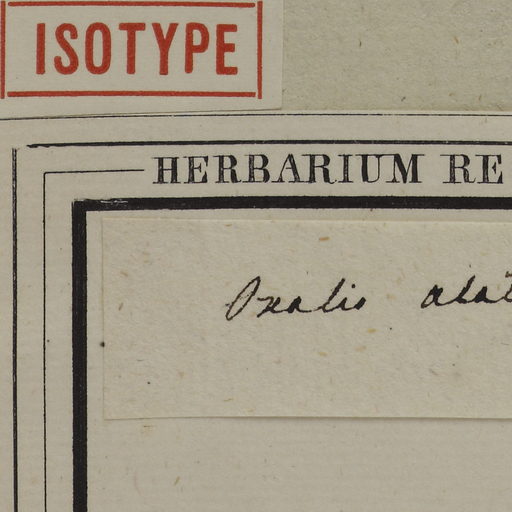 ISOTYPE
HERBARIUM RE
Oxalis alat